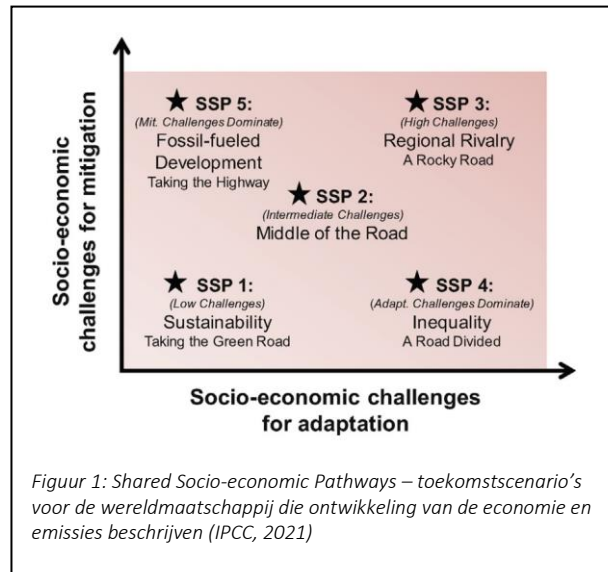 Socio-economic
challenges for mitigation
★ SSP 5:
(Mit. Challenges Dominate)
Fossil-fueled
Development
Taking the Highway
★ SSP 3:
(High Challenges)
Regional Rivalry
A Rocky Road
★ SSP 2:
(Intermediate Challenges)
Middle of the Road
★ SSP 1:
(Low Challenges)
Sustainability
Taking the Green Road
★ SSP 4:
(Adapt. Challenges Dominate)
Inequality
A Road Divided
Socio-economic challenges
for adaptation
Figuur 1: Shared Socio-economic Pathways – toekomstscenario’s
voor de wereldmaatschappij die ontwikkeling van de economie en
emissies beschrijven (IPCC, 2021)